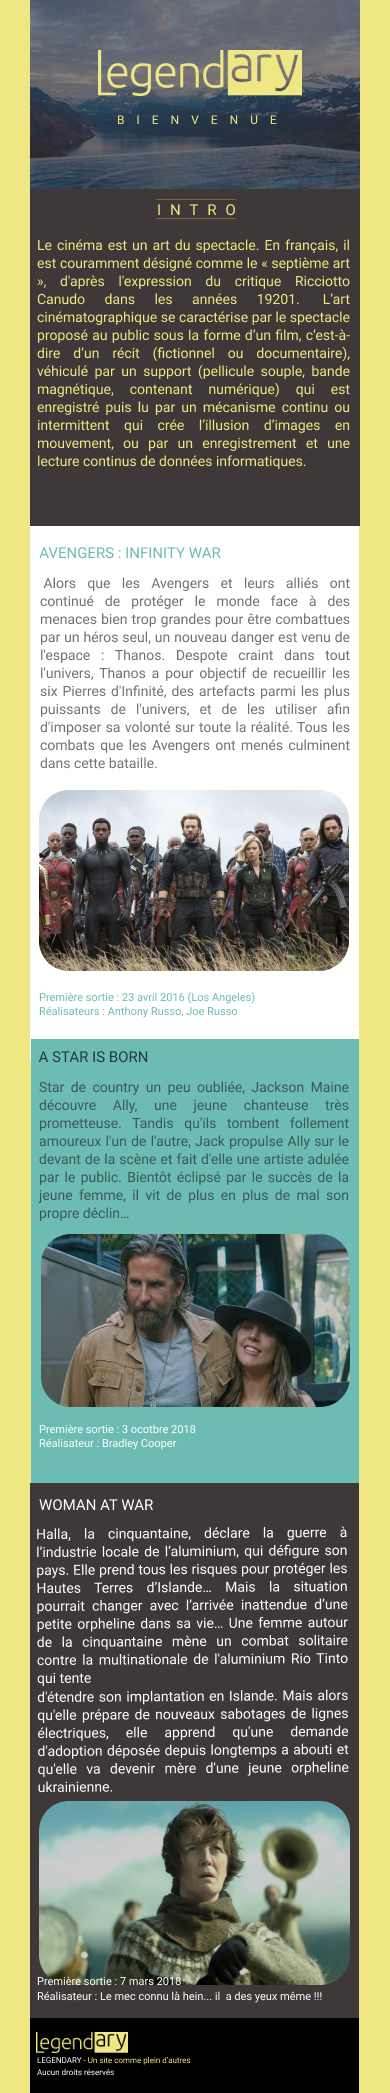 Legendary
BIENVENUE
INTRO
Le cinéma est un art du spectacle. En français, il
est couramment désigné comme le « septième art
», d'après l'expression du critique Ricciotto
Canudo dans les années 19201. L'art
cinématographique se caractérise par le spectacle
proposé au public sous la forme d'un film, c'est-à-
dire d'un récit (fictionnel ou documentaire),
véhiculé par un support (pellicule souple, bande
magnétique, contenant numérique) qui est
enregistré puis lu par un mécanisme continu ou
intermittent qui crée l'illusion d'images en
mouvement, ou par un enregistrement et une
lecture continus de données informatiques.
AVENGERS : INFINITY WAR
Alors que les Avengers et leurs alliés ont
continué de protéger le monde face à des
menaces bien trop grandes pour être combattues
par un héros seul, un nouveau danger est venu de
l'espace : Thanos. Despote craint dans tout
l'univers, Thanos a pour objectif de recueillir les
six Pierres d'Infinité, des artefacts parmi les plus
puissants de l'univers, et de les utiliser afin
d'imposer sa volonté sur toute la réalité. Tous les
combats que les Avengers ont menés culminent
dans cette bataille.
Première sortie : 23 avril 2016 (Los Angeles)
Réalisateurs : Anthony Russo, Joe Russo
A STAR IS BORN
Star de country un peu oubliée, Jackson Maine
découvre Ally, une jeune chanteuse très
prometteuse. Tandis qu'ils tombent follement
amoureux l'un de l'autre, Jack propulse Ally sur le
devant de la scène et fait d'elle une artiste adulée
par le public. Bientôt éclipsé par le succès de la
jeune femme, il vit de plus en plus de mal son
propre déclin…
Première sortie : 3 ocotbre 2018
Réalisateur : Bradley Cooper
WOMAN AT WAR
Halla, la cinquantaine, déclare la guerre à
l'industrie locale de l'aluminium, qui défigure son
pays. Elle prend tous les risques pour protéger les
Hautes Terres d'Islande… Mais la situation
pourrait changer avec l'arrivée inattendue d'une
petite orpheline dans sa vie… Une femme autour
de la cinquantaine mène un combat solitaire
contre la multinationale de l'aluminium Rio Tinto
qui tente
d'étendre son implantation en Islande. Mais alors
qu'elle prépare de nouveaux sabotages de lignes
électriques, elle apprend qu'une demande
d'adoption déposée depuis longtemps a abouti et
qu'elle va devenir mère d'une jeune orpheline
ukrainienne.
Première sortie : 7 mars 2018
Réalisateur : Le mec connu là hein... il a des yeux même !!!
Legendary
LEGENDARY - Un site comme plein d'autres
Aucun droits réservés